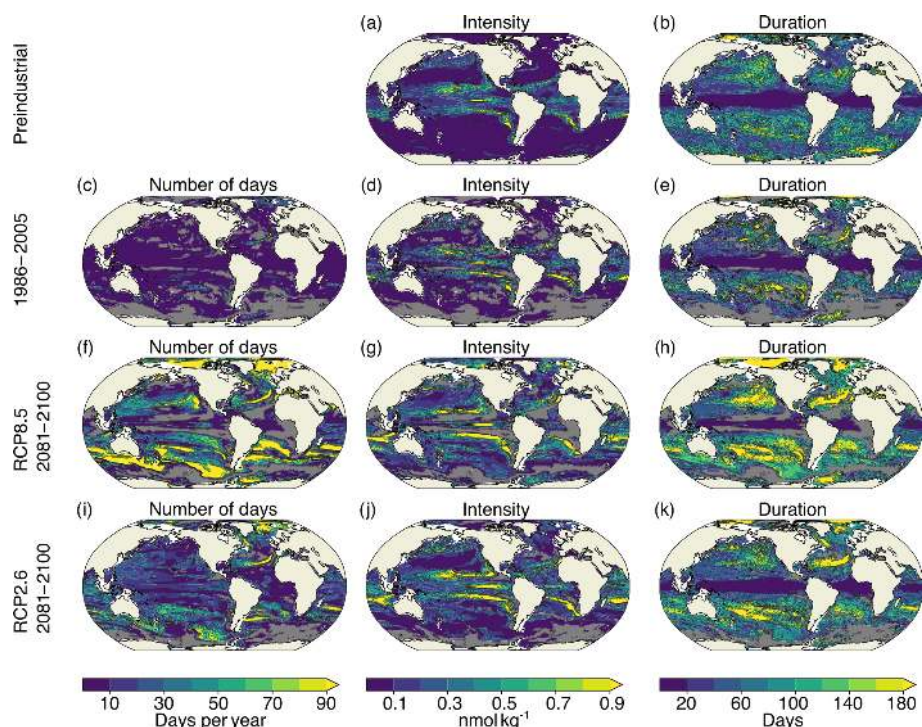 (a) Intensity
(b) Duration
Preindustrial
(c) Number of days
(d) Intensity
(e) Duration
1986–2005
(f) Number of days
(g) Intensity
(h) Duration
RCP8.5
2081–2100
(i) Number of days
(j) Intensity
(k) Duration
RCP2.6
2081–2100
10 30 50 70 90
Days per year
0.1 0.3 0.5 0.7 0.9
nmol kg⁻¹
20 60 100 140 180
Days